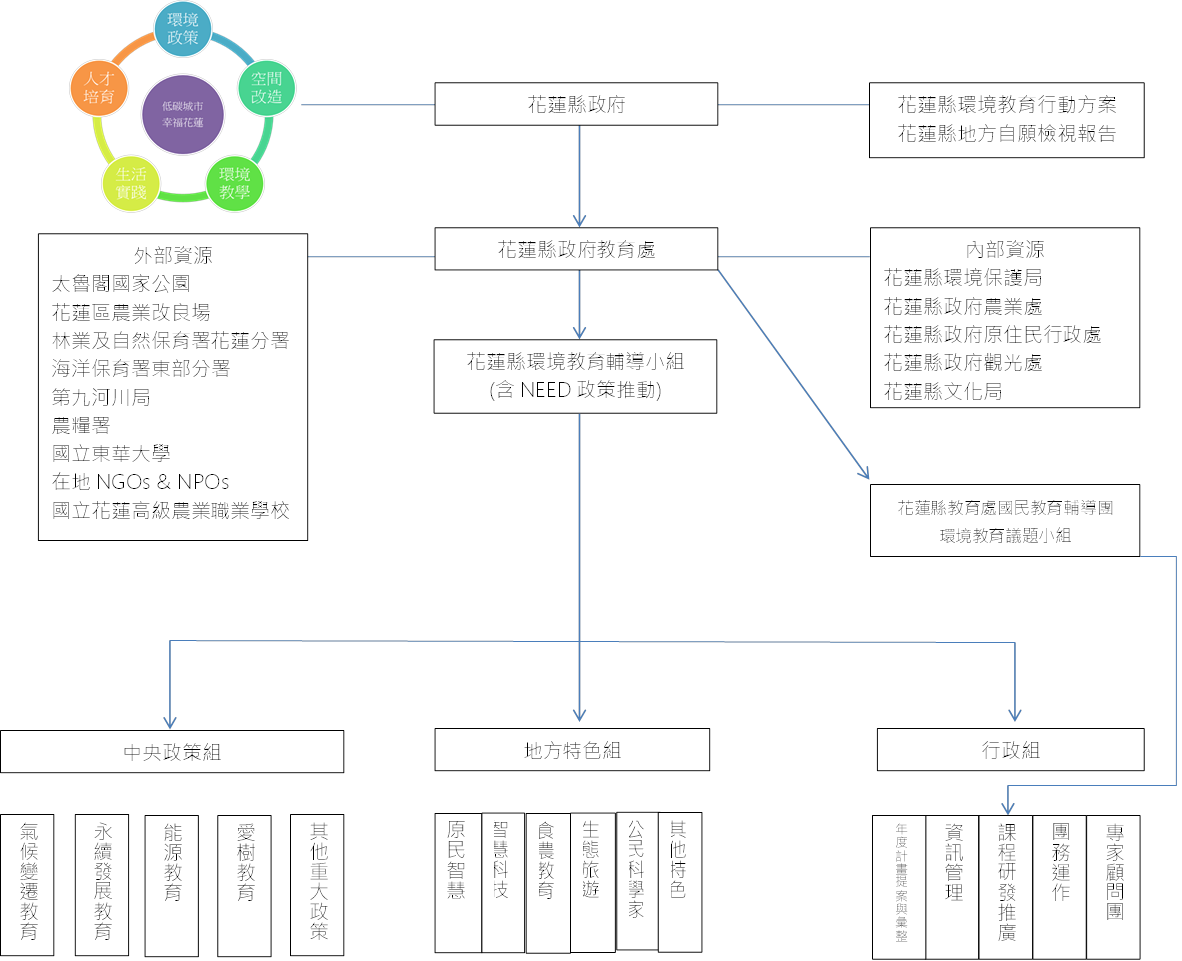 環境
政策
人才
培育
空間
改造
低碳城市
幸福花蓮
生活
實踐
環境
教學
花蓮縣政府
花蓮縣環境教育行動方案
花蓮縣地方自願檢視報告
花蓮縣政府教育處
外部資源
太魯閣國家公園
花蓮區農業改良場
林業及自然保育署花蓮分署
海洋保育署東部分署
第九河川局
農糧署
國立東華大學
在地 NGOs & NPOs
國立花蓮高級農業職業學校
內部資源
花蓮縣環境保護局
花蓮縣政府農業處
花蓮縣政府原住民行政處
花蓮縣政府觀光處
花蓮縣文化局
花蓮縣環境教育輔導小組
(含 NEED 政策推動)
花蓮縣教育處國民教育輔導團
環境教育議題小組
中央政策組
地方特色組
行政組
氣候變遷教育
永續發展教育
能源教育
愛樹教育
其他重大政策
原民智慧
智慧科技
食農教育
生態旅遊
公民科學家
其他特色
年度計畫提案與彙整
資訊管理
課程研發推廣
團務運作
專家顧問團